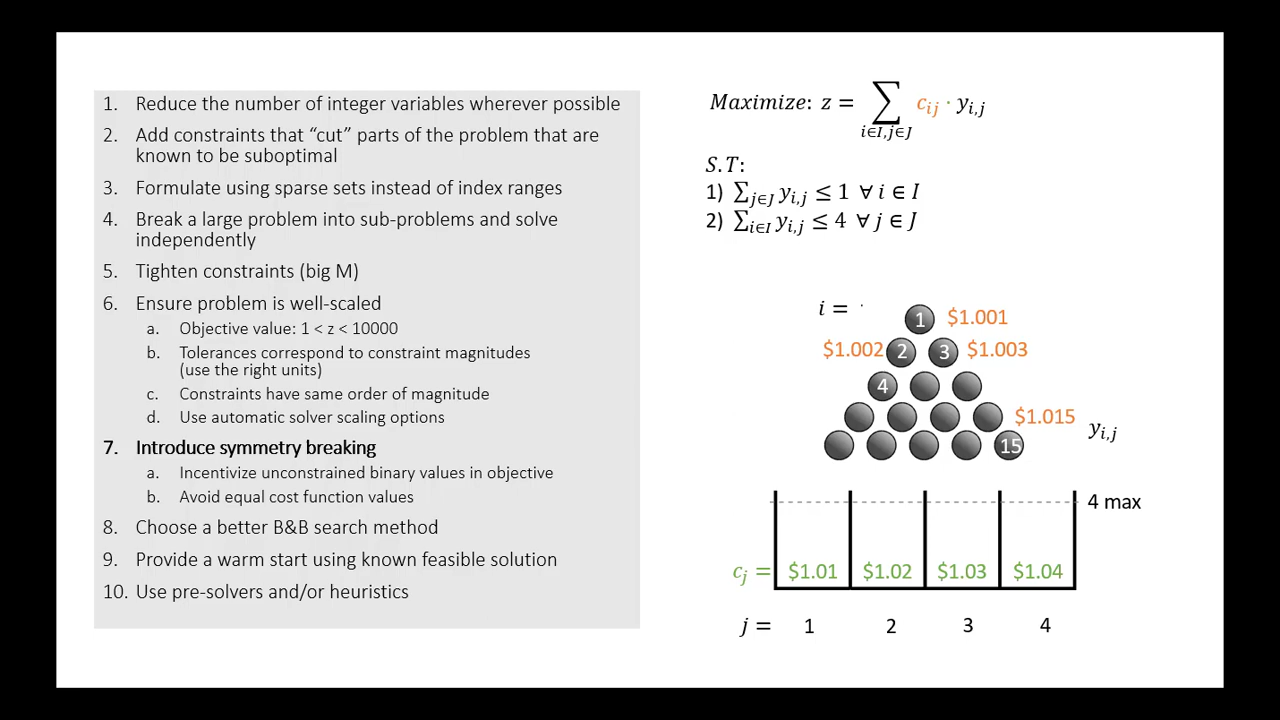 1. Reduce the number of integer variables wherever possible
2. Add constraints that “cut” parts of the problem that are
known to be suboptimal
3. Formulate using sparse sets instead of index ranges
4. Break a large problem into sub-problems and solve
independently
5. Tighten constraints (big M)
6. Ensure problem is well-scaled
a. Objective value: 1 < z < 10000
b. Tolerances correspond to constraint magnitudes
(use the right units)
c. Constraints have same order of magnitude
d. Use automatic solver scaling options
7. Introduce symmetry breaking
a. Incentivize unconstrained binary values in objective
b. Avoid equal cost function values
8. Choose a better B&B search method
9. Provide a warm start using known feasible solution
10. Use pre-solvers and/or heuristics
Maximize: z = ∑ c_{ij} · y_{i,j}
i∈I,j∈J
S.T:
1) ∑_{j∈J} y_{i,j} ≤ 1 ∀ i ∈ I
2) ∑_{i∈I} y_{i,j} ≤ 4 ∀ j ∈ J
i = 1 $1.001
$1.002 2 3 $1.003
4
$1.015
y_{i,j}
15
4 max
c_j = $1.01 $1.02 $1.03 $1.04
j = 1 2 3 4